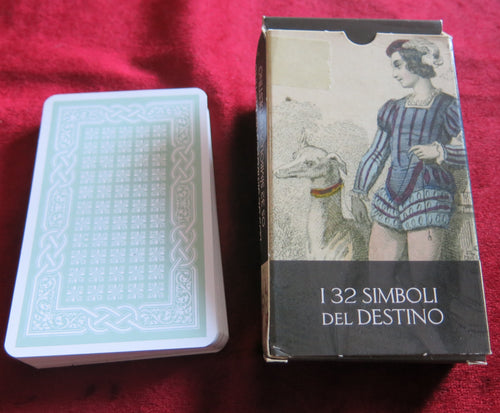 I 32 SIMBOLI
DEL DESTINO